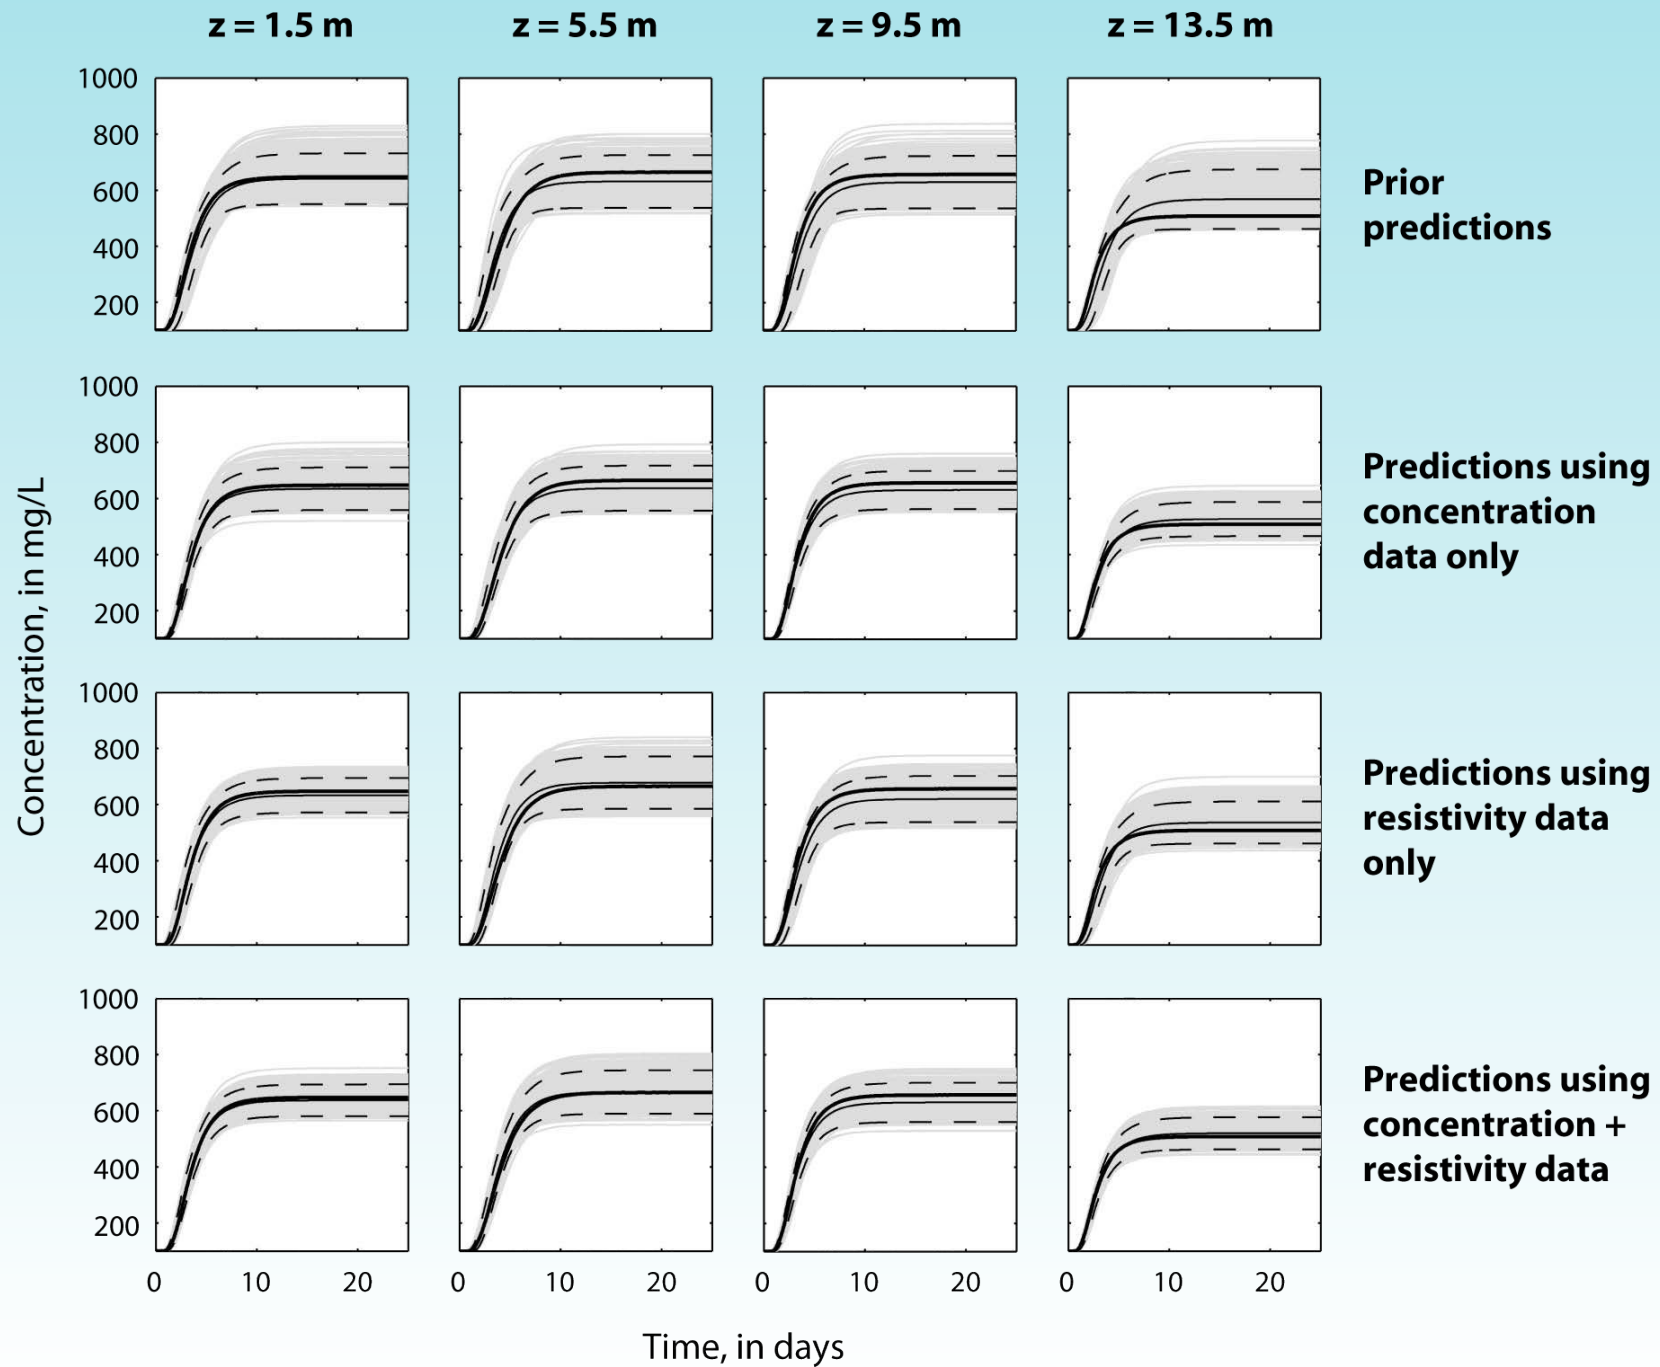 z = 1.5 m
z = 5.5 m
z = 9.5 m
z = 13.5 m
1000
800
600
400
200
Prior
predictions
1000
800
600
400
200
Predictions using
concentration
data only
1000
800
600
400
200
Predictions using
resistivity data
only
1000
800
600
400
200
Predictions using
concentration +
resistivity data
Concentration, in mg/L
0 10 20
0 10 20
0 10 20
0 10 20
Time, in days